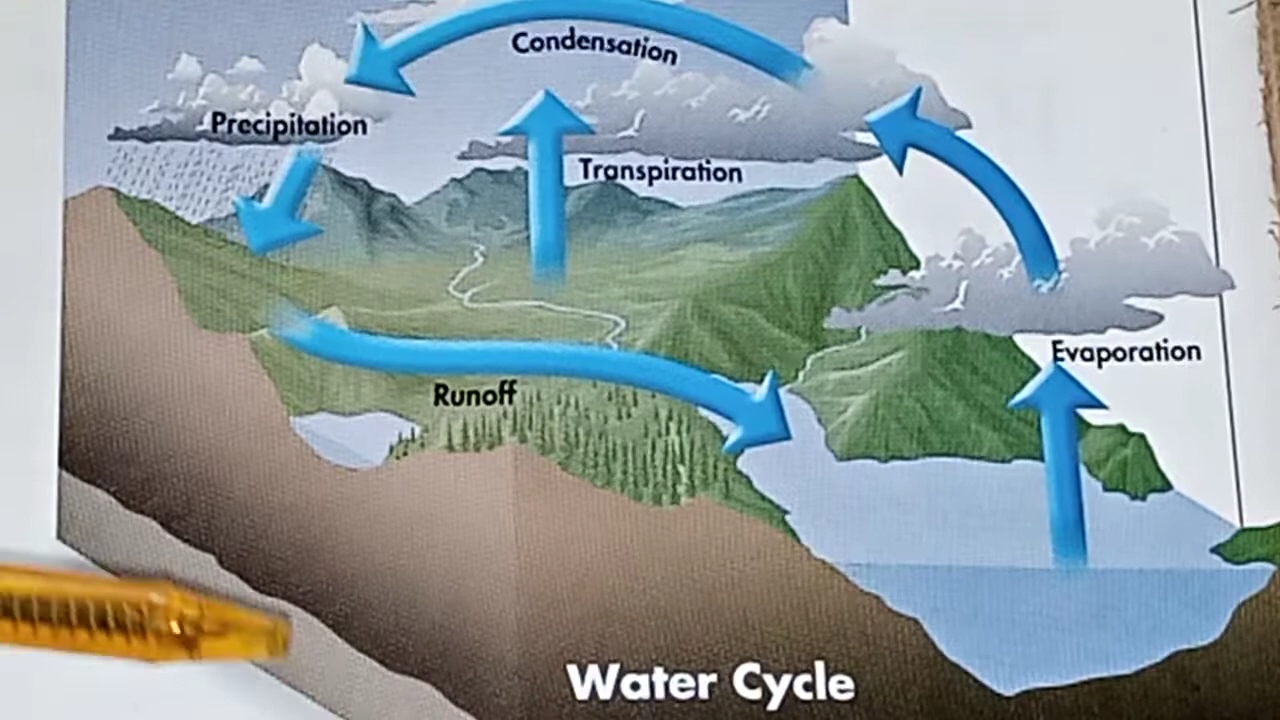 Condensation
Precipitation
Transpiration
Evaporation
Runoff
Water Cycle